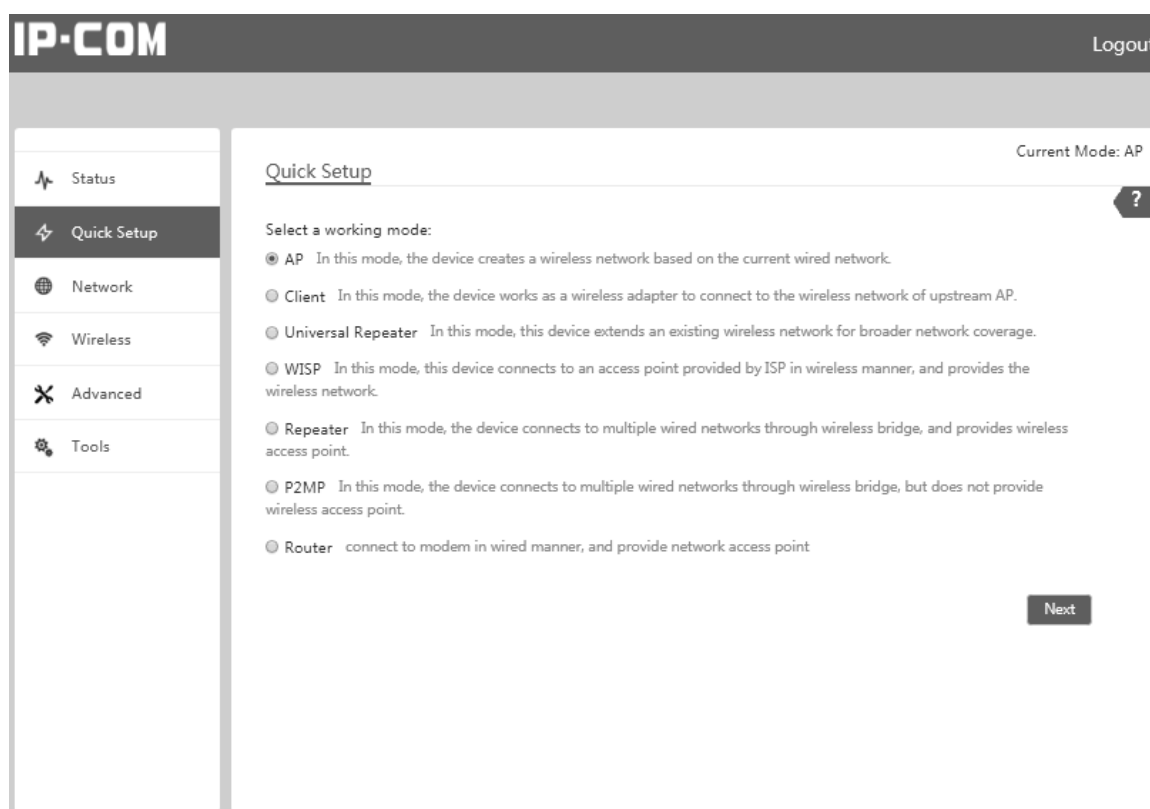 IP-COM
Logout
Current Mode: AP
Quick Setup
?
Status
Quick Setup
Network
Wireless
Advanced
Tools
Select a working mode:
AP In this mode, the device creates a wireless network based on the current wired network.
Client In this mode, the device works as a wireless adapter to connect to the wireless network of upstream AP.
Universal Repeater In this mode, this device extends an existing wireless network for broader network coverage.
WISP In this mode, this device connects to an access point provided by ISP in wireless manner, and provides the
wireless network.
Repeater In this mode, the device connects to multiple wired networks through wireless bridge, and provides wireless
access point.
P2MP In this mode, the device connects to multiple wired networks through wireless bridge, but does not provide
wireless access point.
Router connect to modem in wired manner, and provide network access point
Next